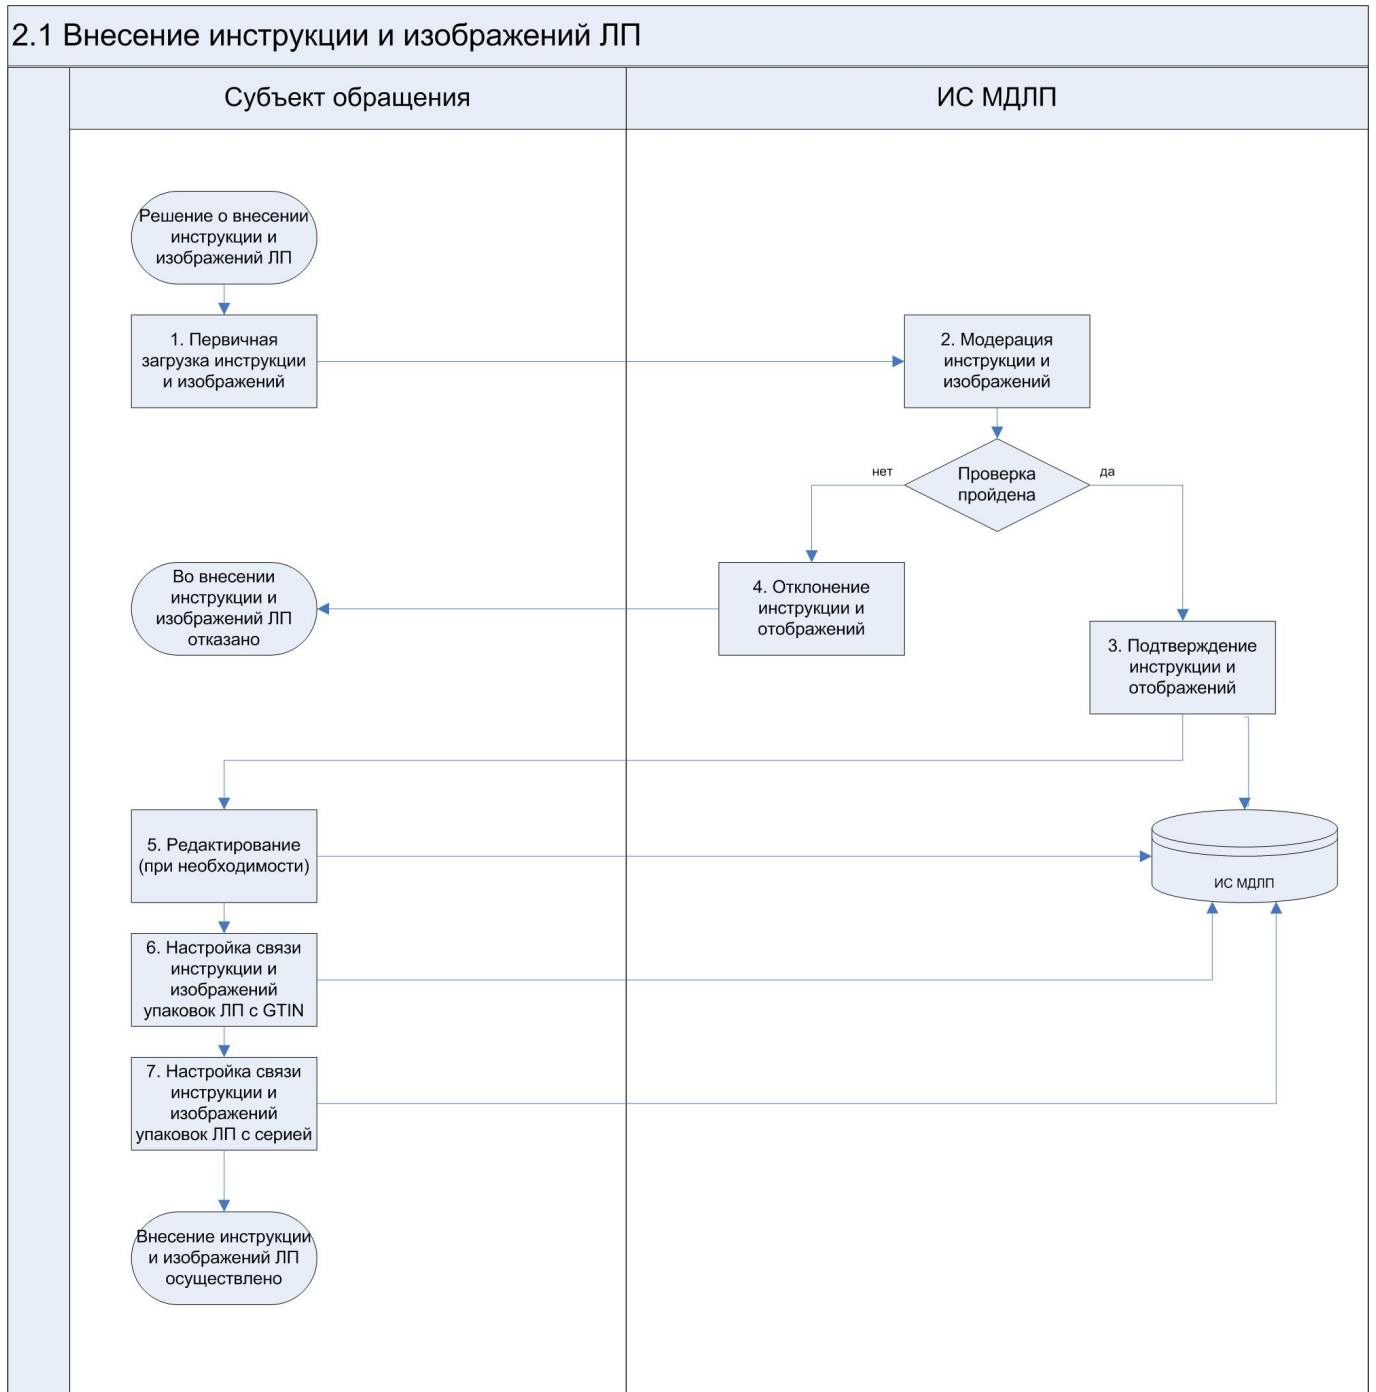 2.1 Внесение инструкции и изображений ЛП
Субъект обращения
ИС МДЛП
Решение о внесении
инструкции и
изображений ЛП
1. Первичная
загрузка инструкции
и изображений
2. Модерация
инструкции и
изображений
Проверка
пройдена
нет
да
Во внесении
инструкции и
изображений ЛП
отказано
4. Отклонение
инструкции и
отображений
3. Подтверждение
инструкции и
отображений
5. Редактирование
(при необходимости)
ИС МДЛП
6. Настройка связи
инструкции и
изображений
упаковок ЛП с GTIN
7. Настройка связи
инструкции и
изображений
упаковок ЛП с серией
Внесение инструкции
и изображений ЛП
осуществлено